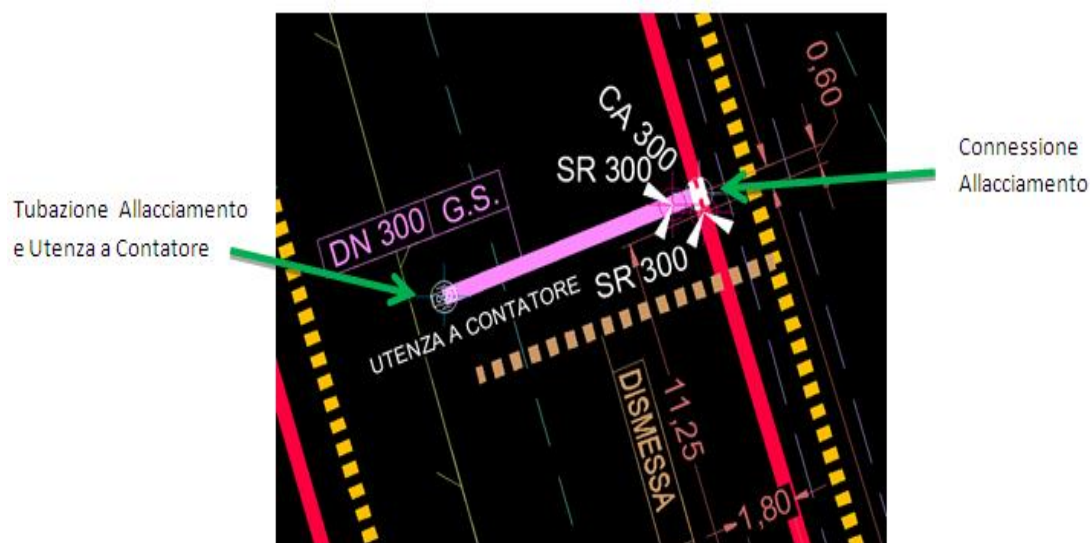 Tubazione Allacciamento
e Utenza a Contatore
DN 300 G.S.
UTENZA A CONTATORE
CA 300
SR 300
SR 300
DISMESSA
11,25
1,80
0,60
Connessione
Allacciamento